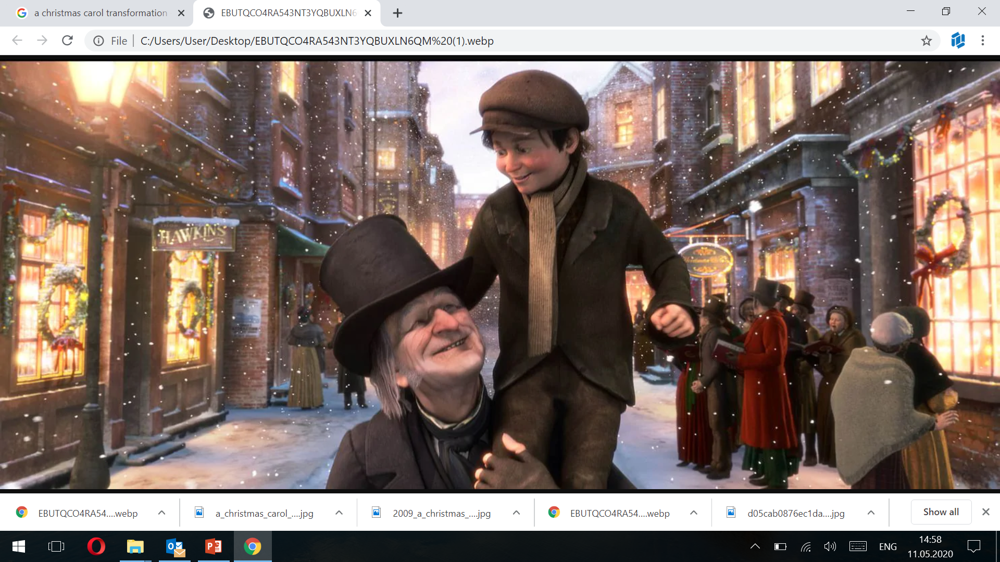 a christmas carol transformation
EBUTQCO4RA543NT3YQBUXLN6
File
C:/Users/User/Desktop/EBUTQCO4RA543NT3YQBUXLN6QM%20(1).webp
HAWKIN'S
EBUTQCO4RA54....webp
a_christmas_carol_....jpg
2009_a_christmas_....jpg
EBUTQCO4RA54....webp
d05cab0876ec1da....jpg
Show all
ENG
14:58
11.05.2020